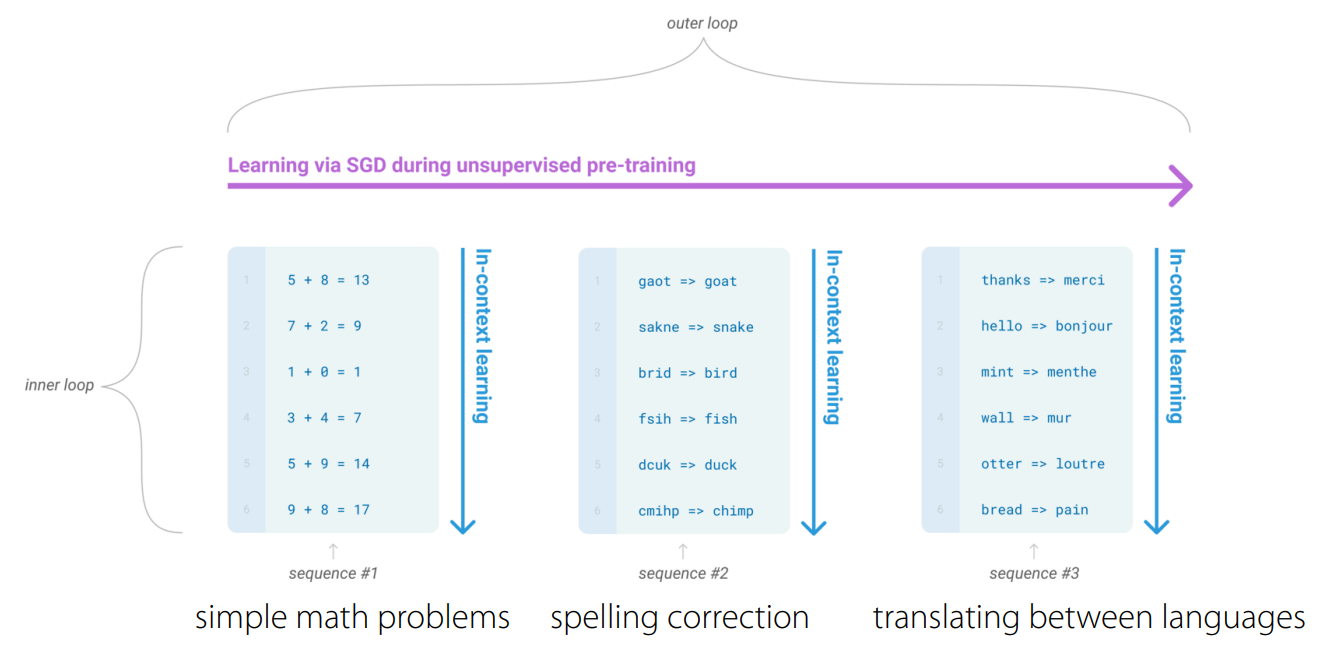 outer loop
Learning via SGD during unsupervised pre-training
inner loop
1 5 + 8 = 13
2 7 + 2 = 9
3 1 + 0 = 1
4 3 + 4 = 7
5 5 + 9 = 14
6 9 + 8 = 17
In-context learning
sequence #1
simple math problems
1 gaot => goat
2 sakne => snake
3 brid => bird
4 fsih => fish
5 dcuk => duck
6 cmihp => chimp
In-context learning
sequence #2
spelling correction
1 thanks => merci
2 hello => bonjour
3 mint => menthe
4 wall => mur
5 otter => loutre
6 bread => pain
In-context learning
sequence #3
translating between languages